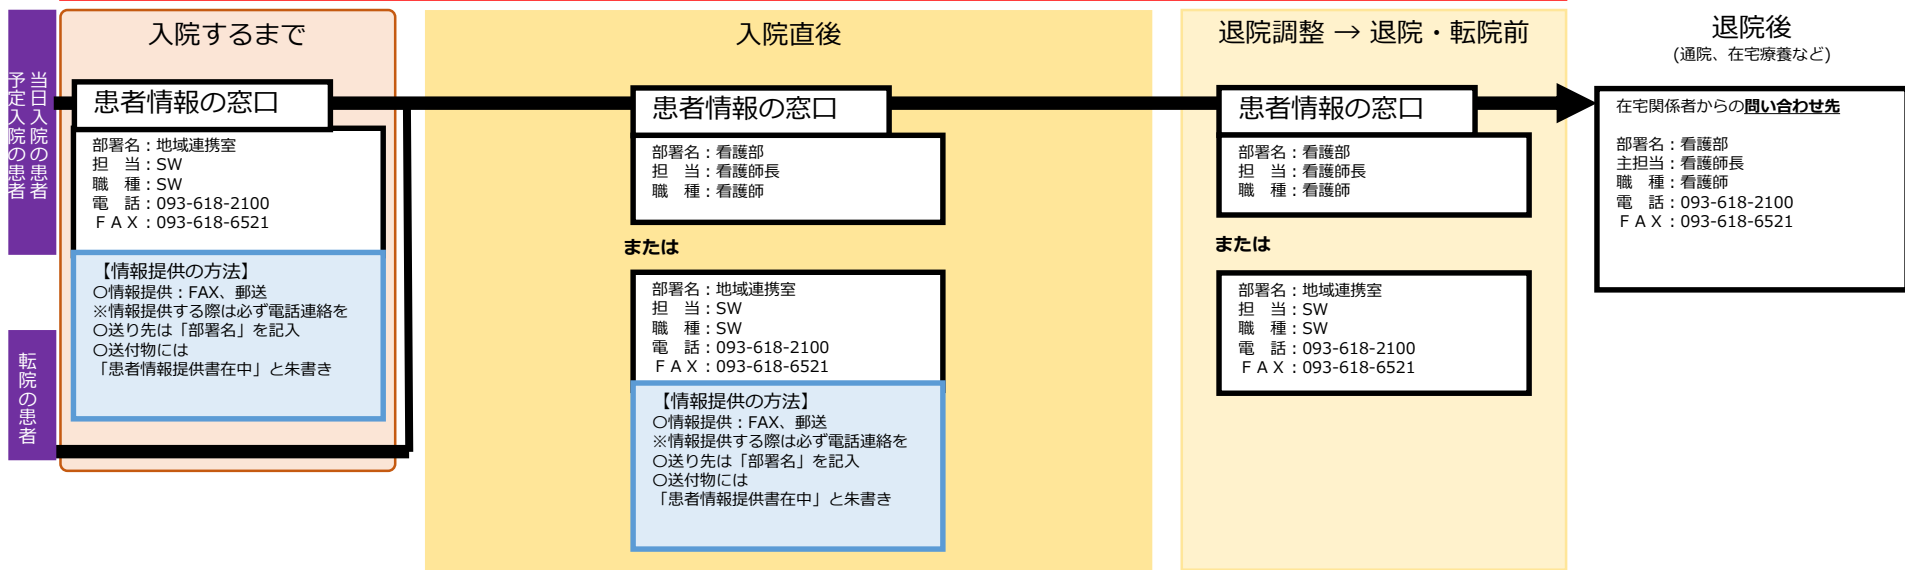 当日入院の患者
予定入院の患者
転院の患者
入院するまで
患者情報の窓口
部署名：地域連携室
担　当：SW
職　種：SW
電　話：093-618-2100
ＦＡＸ：093-618-6521
【情報提供の方法】
〇情報提供：FAX、郵送
※情報提供する際は必ず電話連絡を
〇送り先は「部署名」を記入
〇送付物には
「患者情報提供書在中」と朱書き
入院直後
患者情報の窓口
部署名：看護部
担　当：看護師長
職　種：看護師
または
部署名：地域連携室
担　当：SW
職　種：SW
電　話：093-618-2100
ＦＡＸ：093-618-6521
【情報提供の方法】
〇情報提供：FAX、郵送
※情報提供する際は必ず電話連絡を
〇送り先は「部署名」を記入
〇送付物には
「患者情報提供書在中」と朱書き
退院調整 → 退院・転院前
患者情報の窓口
部署名：看護部
担　当：看護師長
職　種：看護師
または
部署名：地域連携室
担　当：SW
職　種：SW
電　話：093-618-2100
ＦＡＸ：093-618-6521
退院後
(通院、在宅療養など)
在宅関係者からの問い合わせ先
部署名：看護部
主担当：看護師長
職　種：看護師
電　話：093-618-2100
ＦＡＸ：093-618-6521